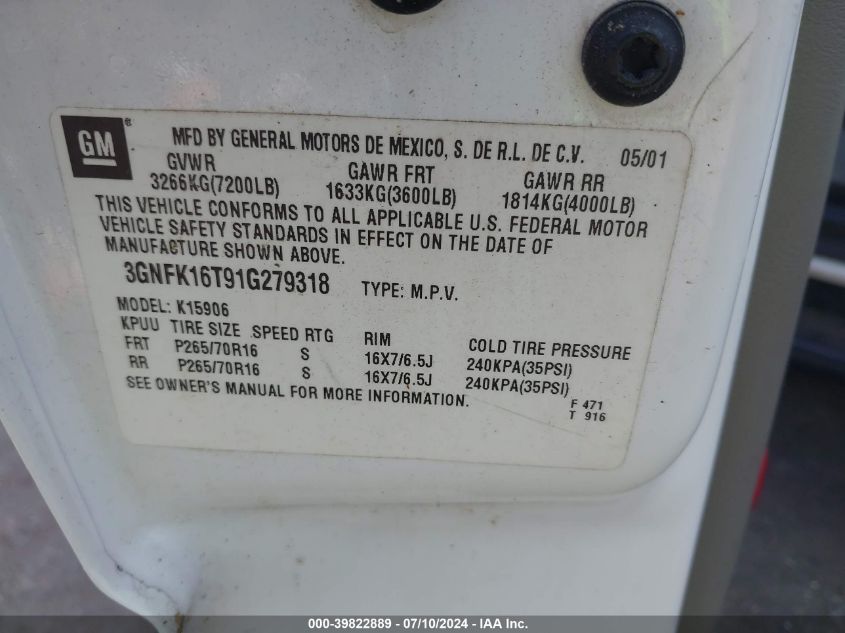 GM®
MFD BY GENERAL MOTORS DE MEXICO, S. DE R.L. DE C.V. 05/01
GVWR GAWR FRT GAWR RR
3266KG(7200LB) 1633KG(3600LB) 1814KG(4000LB)
THIS VEHICLE CONFORMS TO ALL APPLICABLE U.S. FEDERAL MOTOR
VEHICLE SAFETY STANDARDS IN EFFECT ON THE DATE OF
MANUFACTURE SHOWN ABOVE.
3GNFK16T91G279318 TYPE: M.P.V.
MODEL: K15906
KPUU TIRE SIZE SPEED RTG RIM COLD TIRE PRESSURE
FRT P265/70R16 S 16X7/6.5J 240KPA(35PSI)
RR P265/70R16 S 16X7/6.5J 240KPA(35PSI)
SEE OWNER'S MANUAL FOR MORE INFORMATION.
F 471
T 916
000-39822889 - 07/10/2024 - IAA Inc.